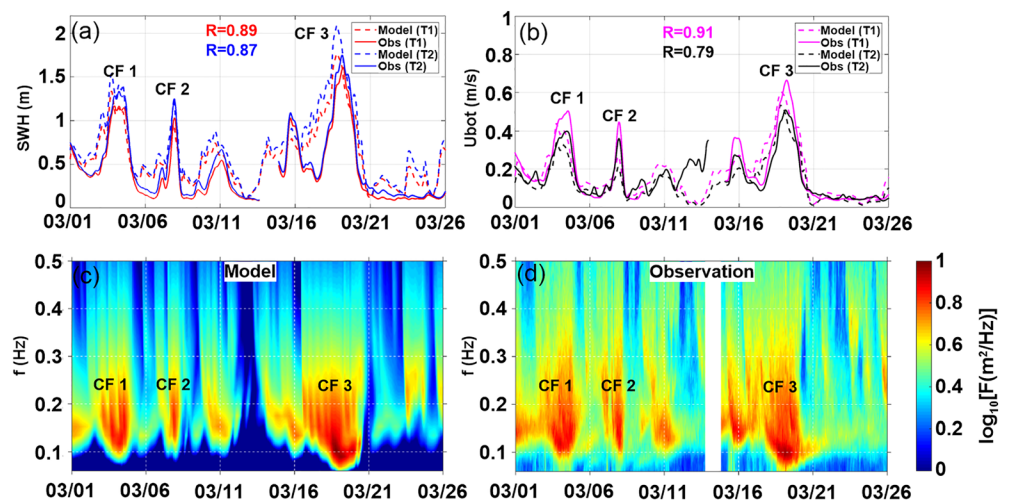 (a)
R=0.89
R=0.87
CF 1
CF 2
CF 3
Model (T1)
Obs (T1)
Model (T2)
Obs (T2)
SWH (m)
2
1.5
1
0.5
0
03/01 03/06 03/11 03/16 03/21 03/26
(b)
R=0.91
R=0.79
CF 1
CF 2
CF 3
Model (T1)
Obs (T1)
Model (T2)
Obs (T2)
Ubot (m/s)
1
0.8
0.6
0.4
0.2
0
03/01 03/06 03/11 03/16 03/21 03/26
(c)
Model
CF 1
CF 2
CF 3
f (Hz)
0.5
0.4
0.3
0.2
0.1
03/01 03/06 03/11 03/16 03/21 03/26
(d)
Observation
CF 1
CF 2
CF 3
f (Hz)
0.5
0.4
0.3
0.2
0.1
03/01 03/06 03/11 03/16 03/21 03/26
1
0.8
0.6
0.4
0.2
0
log10[F(m²/Hz)]